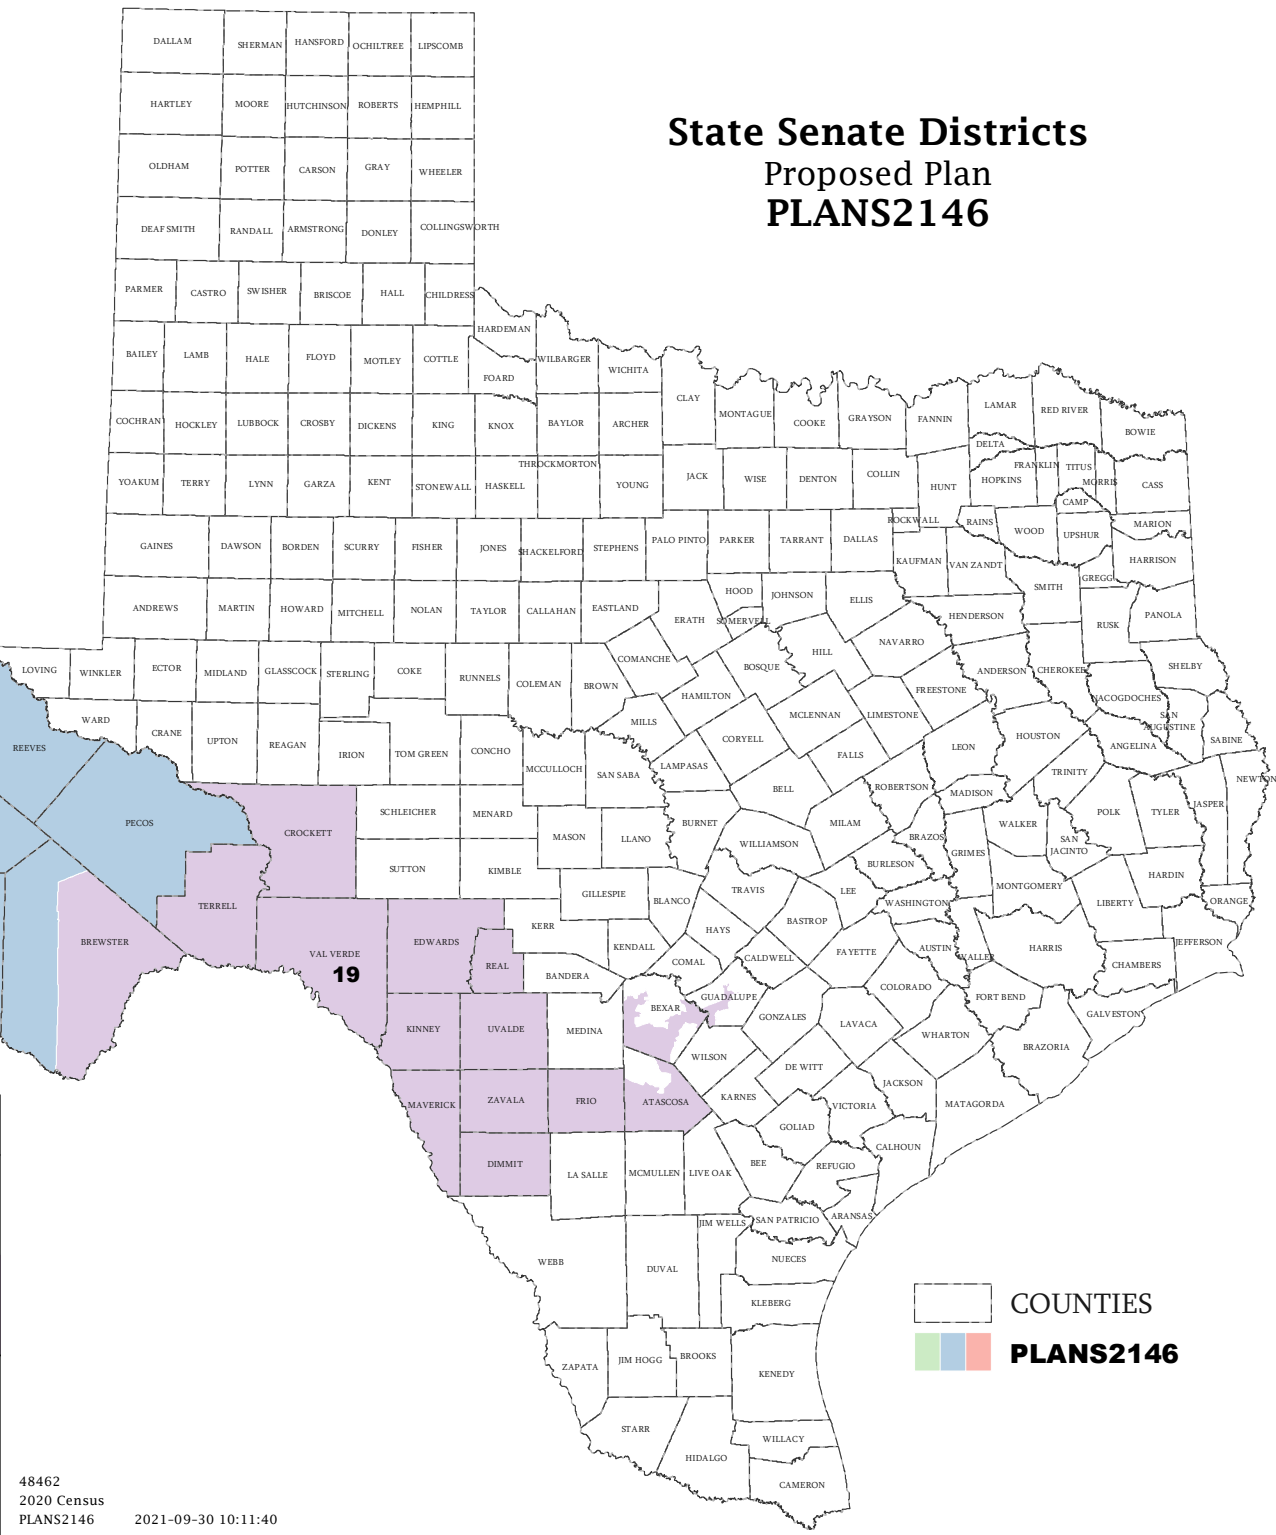 State Senate Districts
Proposed Plan
PLANS2146
DALLAM SHERMAN HANSFORD OCHILTREE LIPSCOMB
HARTLEY MOORE HUTCHINSON ROBERTS HEMPHILL
OLDHAM POTTER CARSON GRAY WHEELER
DEAF SMITH RANDALL ARMSTRONG DONLEY COLLINGSWORTH
PARMER CASTRO SWISHER BRISCOE HALL CHILDRESS
HARDEMAN
BAILEY LAMB HALE FLOYD MOTLEY COTTLE FOARD WILBARGER WICHITA
CLAY MONTAGUE COOKE GRAYSON FANNIN LAMAR RED RIVER BOWIE
COCHRAN HOCKLEY LUBBOCK CROSBY DICKENS KING KNOX BAYLOR ARCHER
DELTA
THROCKMORTON FRANKLIN TITUS
YOAKUM TERRY LYNN GARZA KENT STONEWALL HASKELL YOUNG JACK WISE DENTON COLLIN HUNT HOPKINS MORRIS CASS
CAMP
ROCKWALL RAINS WOOD UPSHUR MARION
GAINES DAWSON BORDEN SCURRY FISHER JONES SHACKELFORD STEPHENS PALO PINTO PARKER TARRANT DALLAS KAUFMAN VAN ZANDT HARRISON
SMITH GREGG
ANDREWS MARTIN HOWARD MITCHELL NOLAN TAYLOR CALLAHAN EASTLAND ERATH HOOD JOHNSON ELLIS HENDERSON RUSK PANOLA
SOMERVELL
COMANCHE BOSQUE HILL NAVARRO
LOVING WINKLER ECTOR MIDLAND GLASSCOCK STERLING COKE RUNNELS COLEMAN BROWN HAMILTON FREESTONE ANDERSON CHEROKEE SHELBY
NACOGDOCHES
WARD CRANE UPTON REAGAN IRION TOM GREEN CONCHO MILLS MCLENNAN LIMESTONE SAN
AUGUSTINE
REEVES MCCULLOCH SAN SABA LAMPASAS CORYELL FALLS LEON HOUSTON ANGELINA SABINE
BELL ROBERTSON MADISON TRINITY NEWTON
PECOS CROCKETT SCHLEICHER MENARD MASON LLANO BURNET MILAM BRAZOS WALKER POLK TYLER JASPER
SAN
JACINTO
SUTTON KIMBLE WILLIAMSON BURLESON GRIMES HARDIN
TERRELL GILLESPIE BLANCO TRAVIS LEE WASHINGTON MONTGOMERY LIBERTY ORANGE
BREWSTER VAL VERDE EDWARDS KERR KENDALL HAYS BASTROP FAYETTE AUSTIN WALLER HARRIS JEFFERSON
19
REAL BANDERA COMAL CALDWELL COLORADO CHAMBERS
KINNEY UVALDE MEDINA BEXAR GUADALUPE GONZALES LAVACA FORT BEND GALVESTON
WILSON DE WITT WHARTON BRAZORIA
MAVERICK ZAVALA FRIO ATASCOSA KARNES VICTORIA JACKSON MATAGORDA
GOLIAD CALHOUN
DIMMIT LA SALLE MCMULLEN LIVE OAK BEE REFUGIO
JIM WELLS SAN PATRICIO ARANSAS
WEBB DUVAL NUECES
KLEBERG
ZAPATA JIM HOGG BROOKS KENEDY
STARR HIDALGO WILLACY
CAMERON
COUNTIES
PLANS2146
48462
2020 Census
PLANS2146 2021-09-30 10:11:40